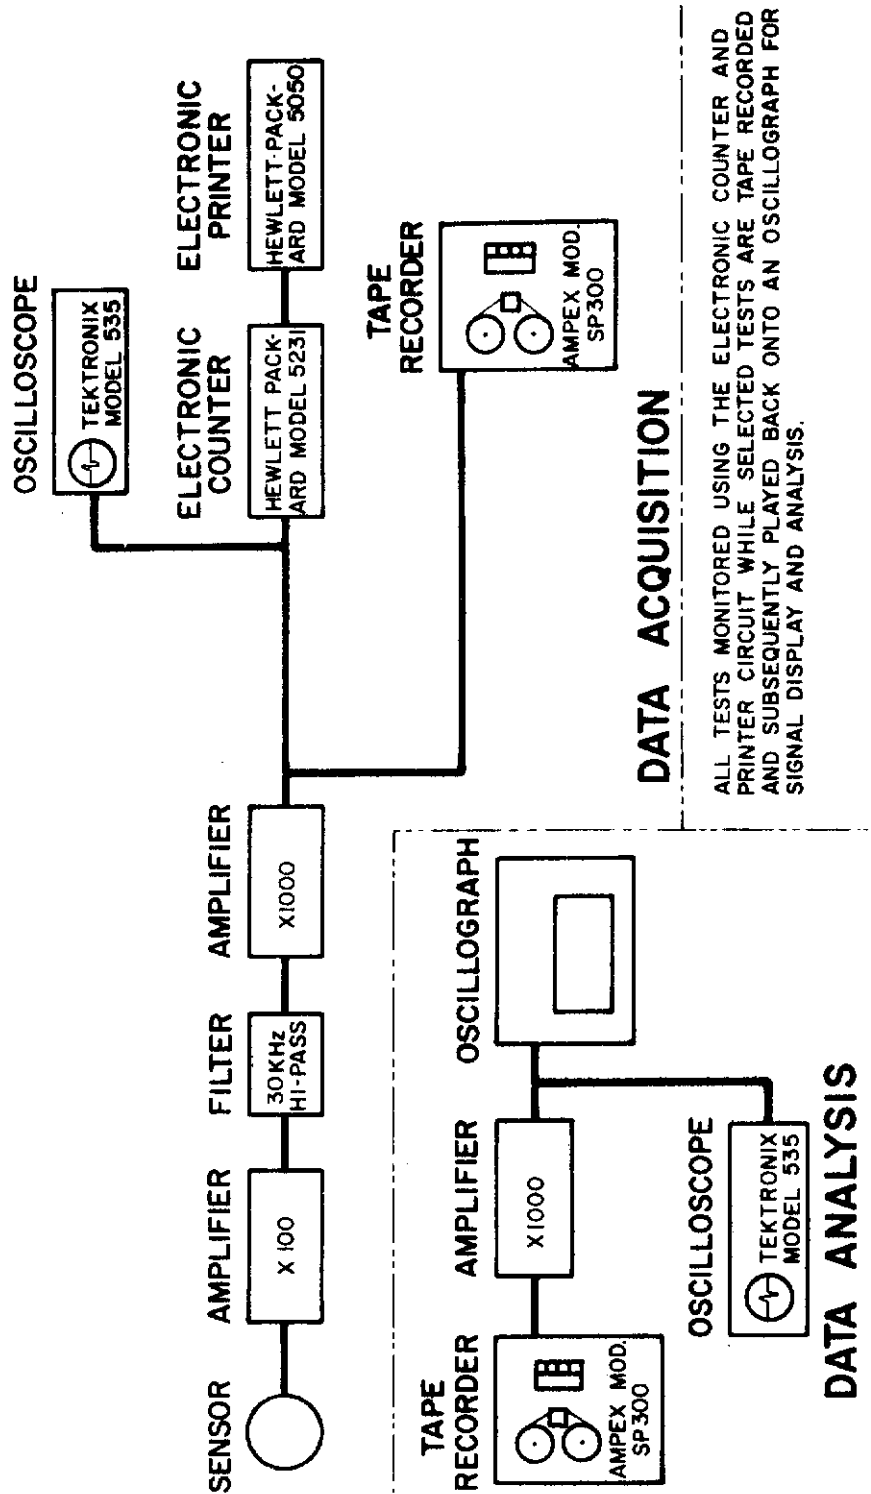 OSCILLOSCOPE
TEKTRONIX
MODEL 535
ELECTRONIC
COUNTER
HEWLETT PACK-
ARD MODEL 5231
ELECTRONIC
PRINTER
HEWLETT-PACK-
ARD MODEL 5050
SENSOR
AMPLIFIER
X 100
FILTER
30KHz
HI-PASS
AMPLIFIER
X1000
TAPE
RECORDER
AMPEX MOD.
SP300
DATA ACQUISITION
TAPE
RECORDER
AMPEX MOD.
SP300
AMPLIFIER
X1000
OSCILLOGRAPH
OSCILLOSCOPE
TEKTRONIX
MODEL 535
DATA ANALYSIS
ALL TESTS MONITORED USING THE ELECTRONIC COUNTER AND
PRINTER CIRCUIT WHILE SELECTED TESTS ARE TAPE RECORDED
AND SUBSEQUENTLY PLAYED BACK ONTO AN OSCILLOGRAPH FOR
SIGNAL DISPLAY AND ANALYSIS.